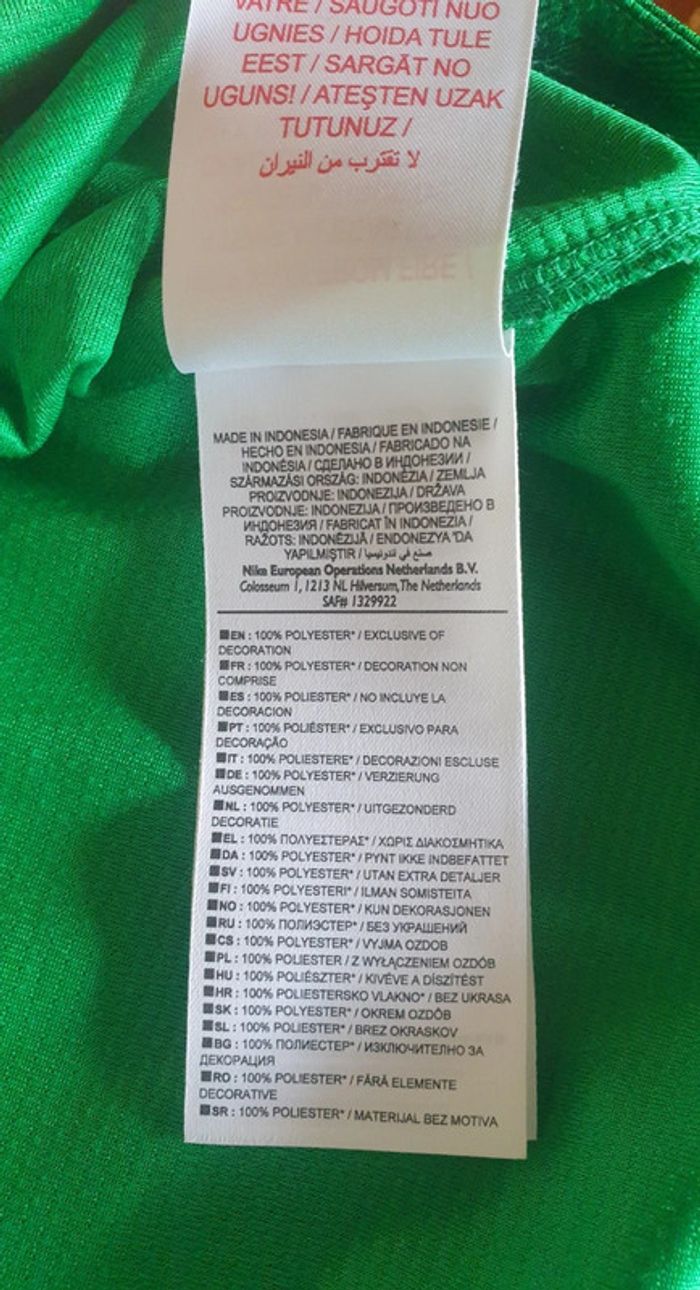 VATRE / SAUGOTI NUO
UGNIES / HOIDA TULE
EEST / SARGĀT NO
UGUNS! / ATEŞTEN UZAK
TUTUNUZ /
لا تقترب من النيران
MADE IN INDONESIA / FABRIQUE EN INDONESIE /
HECHO EN INDONESIA / FABRICADO NA
INDONÉSIA / СДЕЛАНО В ИНДОНЕЗИИ /
SZÁRMAZÁSI ORSZÁG: INDONÉZIA / ZEMLJA
PROIZVODNJE: INDONEZIJA / DRŽAVA
PROIZVODNJE: INDONEZIJA / ПРОИЗВЕДЕНО В
ИНДОНЕЗИЯ / FABRICAT ÎN INDONEZIA /
RAŽOTS: INDONĒZIJĀ / ENDONEZYA 'DA
YAPILMIŞTIR / صنع في اندونيسيا
Nike European Operations Netherlands B.V.
Colosseum 1, 1213 NL Hilversum, The Netherlands
SAF# 1329922
EN : 100% POLYESTER* / EXCLUSIVE OF
DECORATION
FR : 100% POLYESTER* / DECORATION NON
COMPRISE
ES : 100% POLIESTER* / NO INCLUYE LA
DECORACION
PT : 100% POLIÉSTER* / EXCLUSIVO PARA
DECORAÇÃO
IT : 100% POLIESTERE* / DECORAZIONI ESCLUSE
DE : 100% POLYESTER* / VERZIERUNG
AUSGENOMMEN
NL : 100% POLYESTER* / UITGEZONDERD
DECORATIE
EL : 100% ΠΟΛΥΕΣΤΕΡΑΣ* / ΧΩΡΙΣ ΔΙΑΚΟΣΜΗΤΙΚΑ
DA : 100% POLYESTER* / PYNT IKKE INDBEFATTET
SV : 100% POLYESTER* / UTAN EXTRA DETALJER
FI : 100% POLYESTERI* / ILMAN SOMISTEITA
NO : 100% POLYESTER* / KUN DEKORASJONEN
RU : 100% ПОЛИЭСТЕР* / БЕЗ УКРАШЕНИЙ
CS : 100% POLYESTER* / VYJMA OZDOB
PL : 100% POLIESTER / Z WYŁĄCZENIEM OZDÓB
HU : 100% POLIÉSZTER* / KIVÉVE A DÍSZÍTÉST
HR : 100% POLIESTERSKO VLAKNO* / BEZ UKRASA
SK : 100% POLYESTER* / OKREM OZDÔB
SL : 100% POLIESTER* / BREZ OKRASKOV
BG : 100% ПОЛИЕСТЕР* / ИЗКЛЮЧИТЕЛНО ЗА
ДЕКОРАЦИЯ
RO : 100% POLIESTER* / FĂRĂ ELEMENTE
DECORATIVE
SR : 100% POLIESTER* / MATERIJAL BEZ MOTIVA